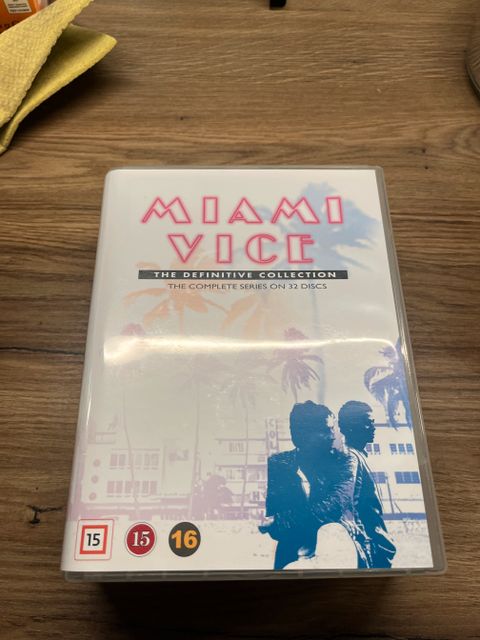 MIAMI
VICE
THE DEFINITIVE COLLECTION
THE COMPLETE SERIES ON 32 DISCS
15
15
16